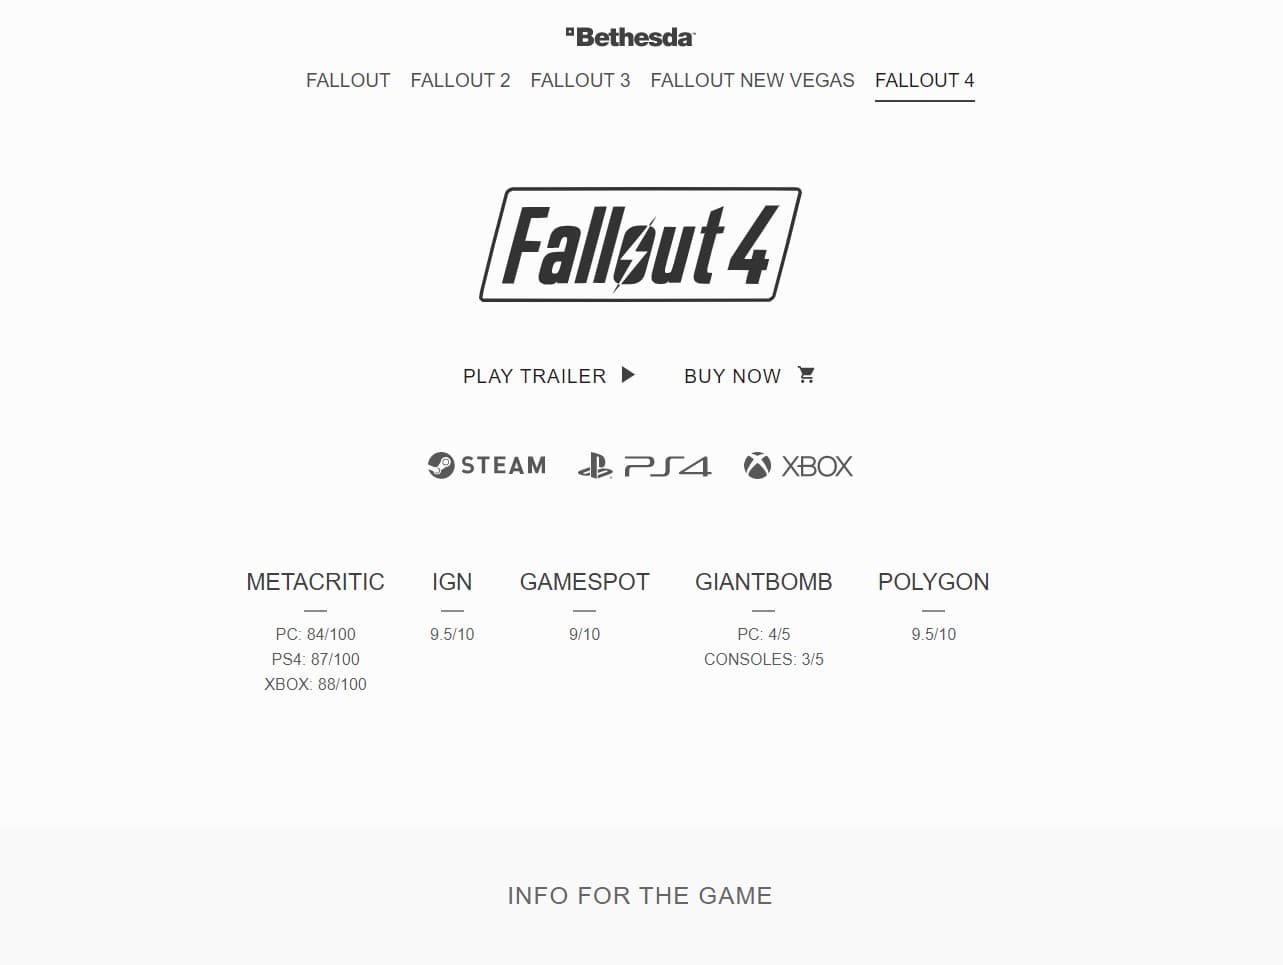 Bethesda
FALLOUT FALLOUT 2 FALLOUT 3 FALLOUT NEW VEGAS FALLOUT 4
Fallout 4
PLAY TRAILER BUY NOW
STEAM PS4 XBOX
METACRITIC IGN GAMESPOT GIANTBOMB POLYGON
PC: 84/100 9.5/10 9/10 PC: 4/5 9.5/10
PS4: 87/100 CONSOLES: 3/5
XBOX: 88/100
INFO FOR THE GAME